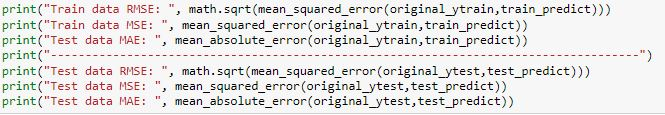 print("Train data RMSE: ", math.sqrt(mean_squared_error(original_ytrain,train_predict)))
print("Train data MSE: ", mean_squared_error(original_ytrain,train_predict))
print("Test data MAE: ", mean_absolute_error(original_ytrain,train_predict))
print("-------------------------------------------------------------------------------------")
print("Test data RMSE: ", math.sqrt(mean_squared_error(original_ytest,test_predict)))
print("Test data MSE: ", mean_squared_error(original_ytest,test_predict))
print("Test data MAE: ", mean_absolute_error(original_ytest,test_predict))